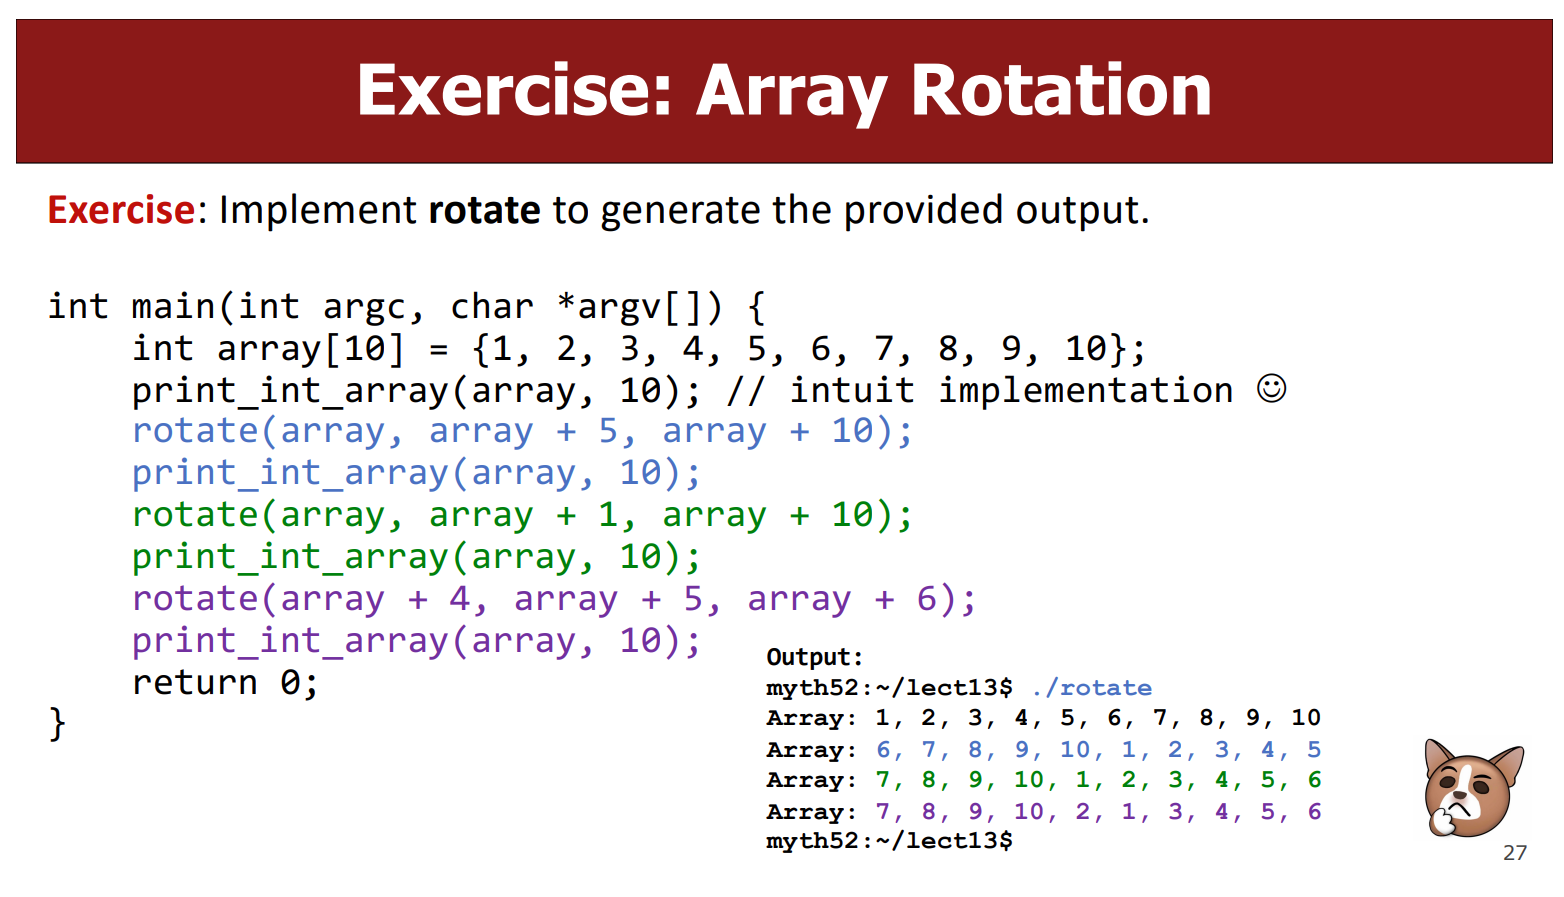 Exercise: Array Rotation
Exercise: Implement rotate to generate the provided output.
int main(int argc, char *argv[]) {
    int array[10] = {1, 2, 3, 4, 5, 6, 7, 8, 9, 10};
    print_int_array(array, 10); // intuit implementation ☺
    rotate(array, array + 5, array + 10);
    print_int_array(array, 10);
    rotate(array, array + 1, array + 10);
    print_int_array(array, 10);
    rotate(array + 4, array + 5, array + 6);
    print_int_array(array, 10);
    return 0;
}
Output:
myth52:~/lect13$ ./rotate
Array: 1, 2, 3, 4, 5, 6, 7, 8, 9, 10
Array: 6, 7, 8, 9, 10, 1, 2, 3, 4, 5
Array: 7, 8, 9, 10, 1, 2, 3, 4, 5, 6
Array: 7, 8, 9, 10, 2, 1, 3, 4, 5, 6
myth52:~/lect13$
27